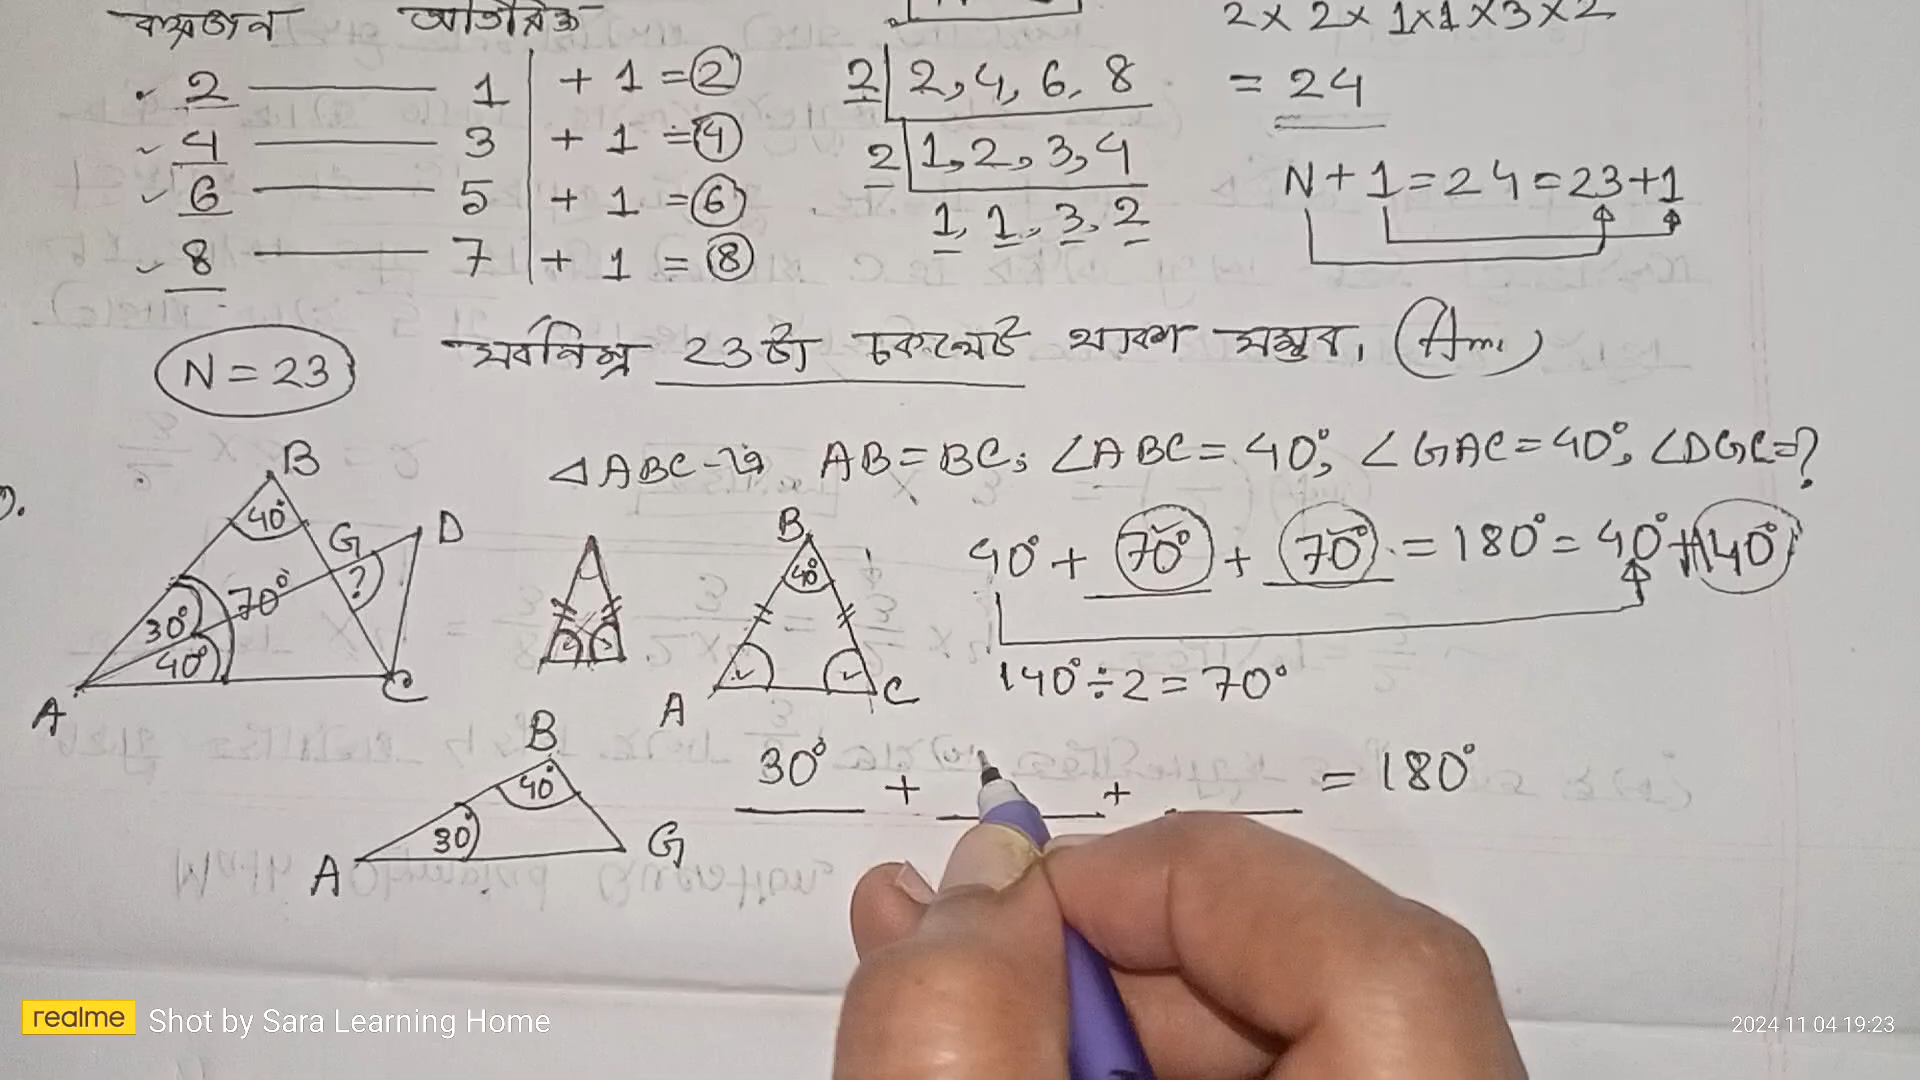 2 × 2 × 1 × 1 × 3 × 2
2 — 1 + 1 = 2
4 — 3 + 1 = 4
6 — 5 + 1 = 6
8 — 7 + 1 = 8
2 | 2, 4, 6, 8
2 | 1, 2, 3, 4
1, 1, 3, 2
= 24
N + 1 = 24 = 23 + 1
N = 23
সর্বনিম্ন 23টা চকলেট থাকা সম্ভব।
△ABC-এ AB = BC; ∠ABC = 40°; ∠GAC = 40°; ∠DGC = ?
B
40°
G
D
?
70°
30°
40°
A
C
B
40°
A
C
40° + 70° + 70° = 180° = 40° + 140°
140° ÷ 2 = 70°
B
40°
30°
A
G
30° + + = 180°
realme Shot by Sara Learning Home
2024 11 04 19:23